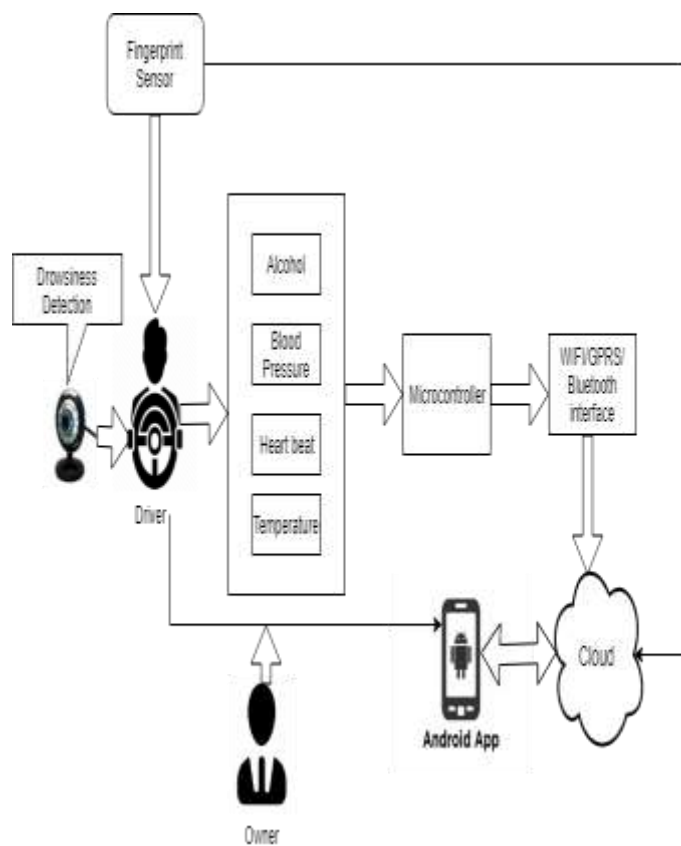 Fingerprint
Sensor
Drowsiness
Detection
Alcohol
Blood
Pressure
Heart beat
Temperature
Microcontroller
WIFI/GPRS/
Bluetooth
interface
Driver
Cloud
Android App
Owner